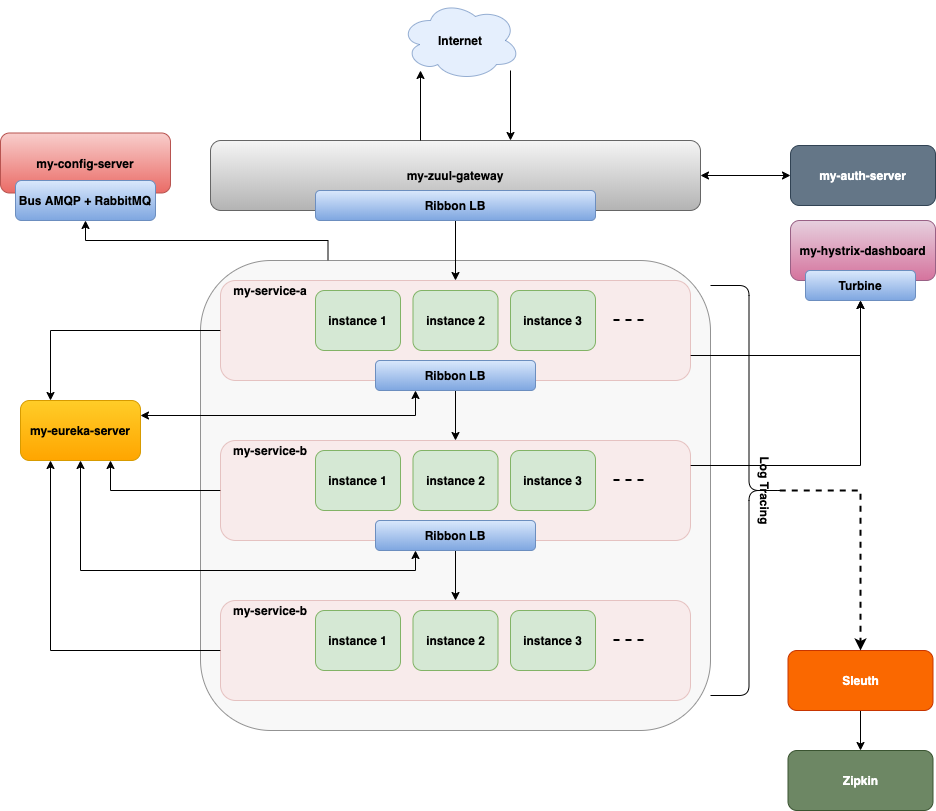 Internet
my-config-server
Bus AMQP + RabbitMQ
my-zuul-gateway
Ribbon LB
my-auth-server
my-hystrix-dashboard
Turbine
my-service-a
instance 1
instance 2
instance 3
Ribbon LB
my-eureka-server
my-service-b
instance 1
instance 2
instance 3
Ribbon LB
Log Tracing
my-service-b
instance 1
instance 2
instance 3
Sleuth
Zipkin